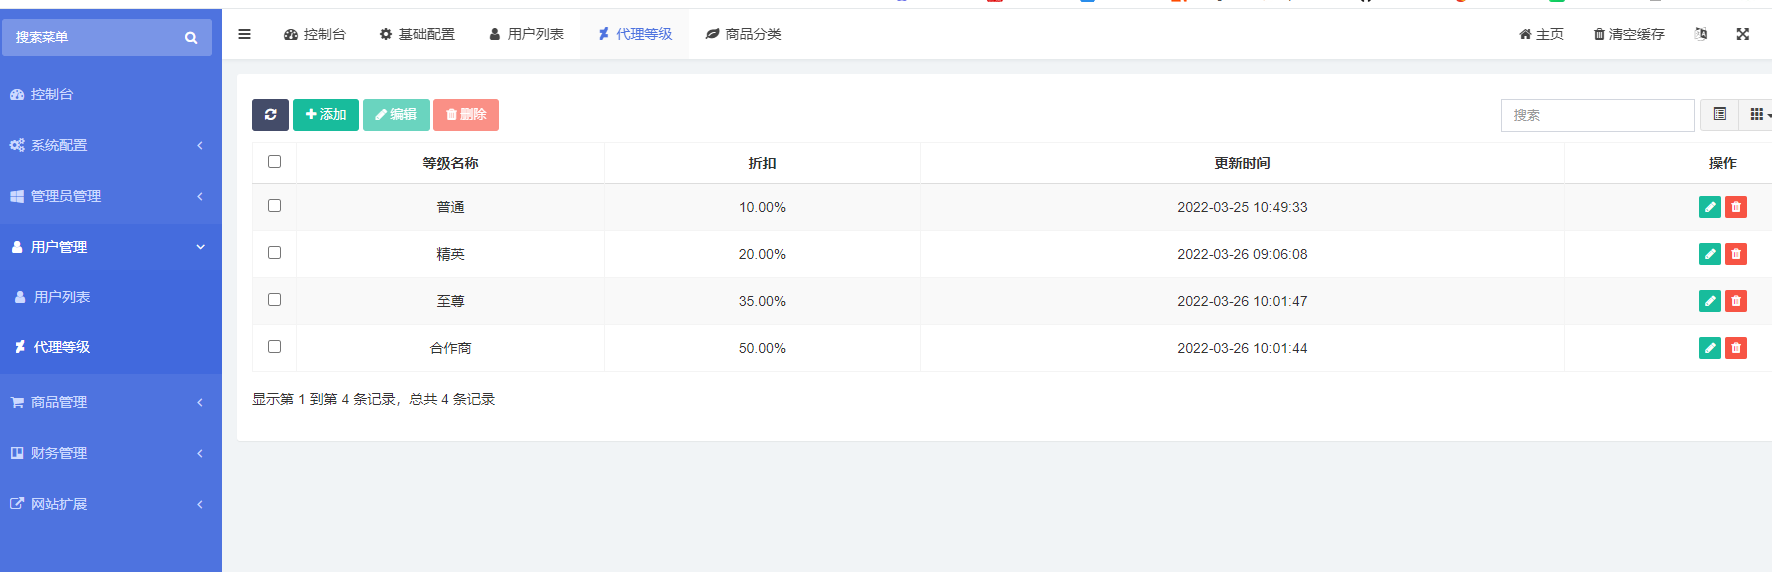 搜索菜单
控制台 基础配置 用户列表 代理等级 商品分类 主页 清空缓存
控制台
系统配置
管理员管理
用户管理
用户列表
代理等级
商品管理
财务管理
网站扩展
添加 编辑 删除 搜索
等级名称 折扣 更新时间 操作
普通 10.00% 2022-03-25 10:49:33
精英 20.00% 2022-03-26 09:06:08
至尊 35.00% 2022-03-26 10:01:47
合作商 50.00% 2022-03-26 10:01:44
显示第 1 到第 4 条记录，总共 4 条记录